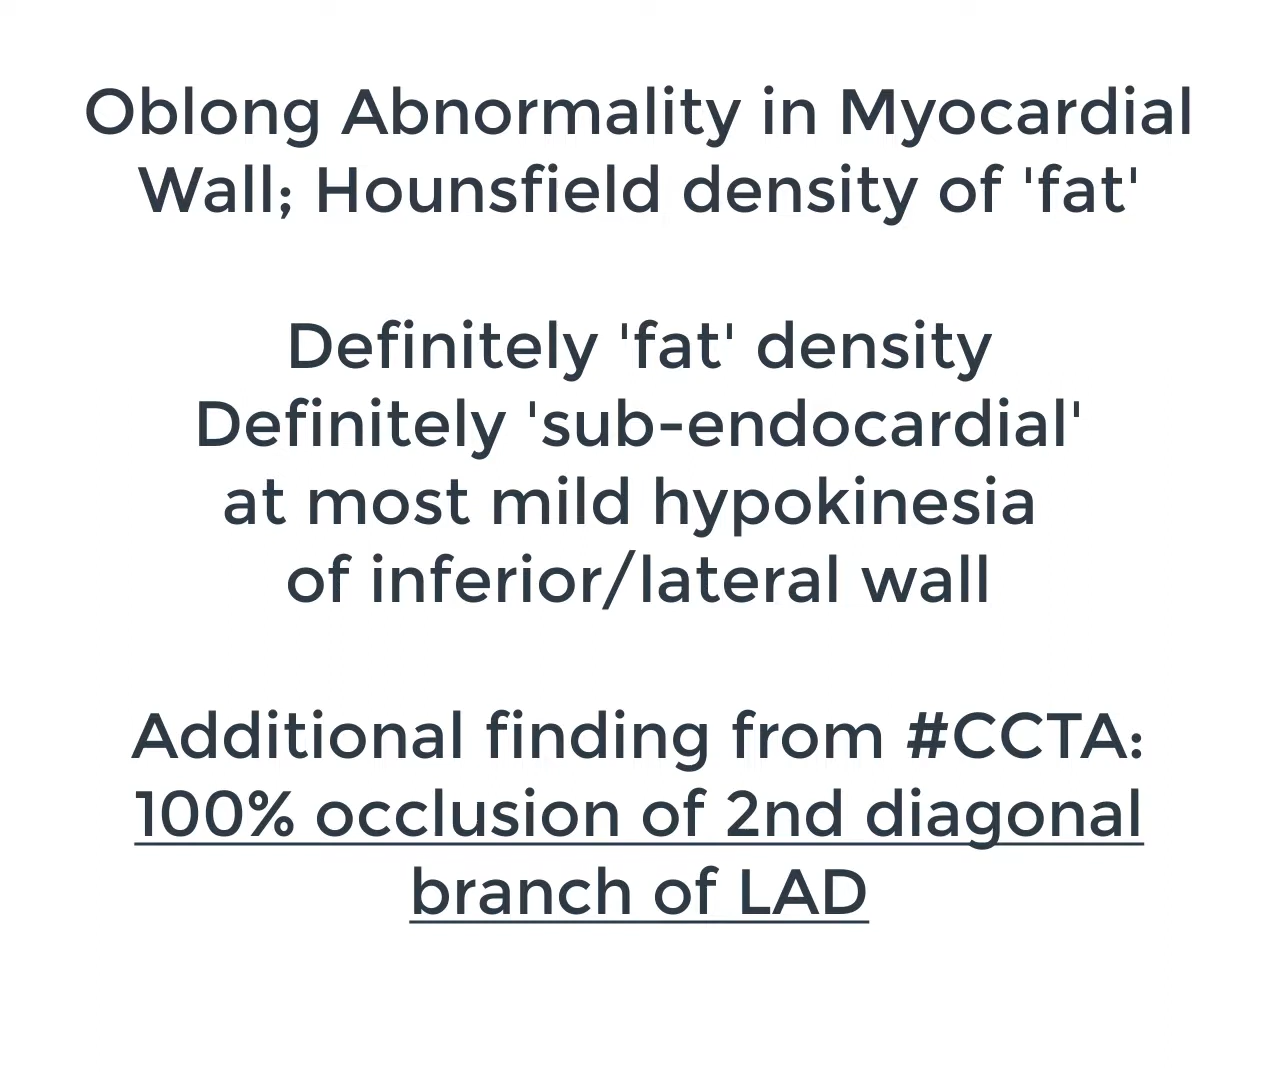 Oblong Abnormality in Myocardial
Wall; Hounsfield density of 'fat'
Definitely 'fat' density
Definitely 'sub-endocardial'
at most mild hypokinesia
of inferior/lateral wall
Additional finding from #CCTA:
100% occlusion of 2nd diagonal
branch of LAD